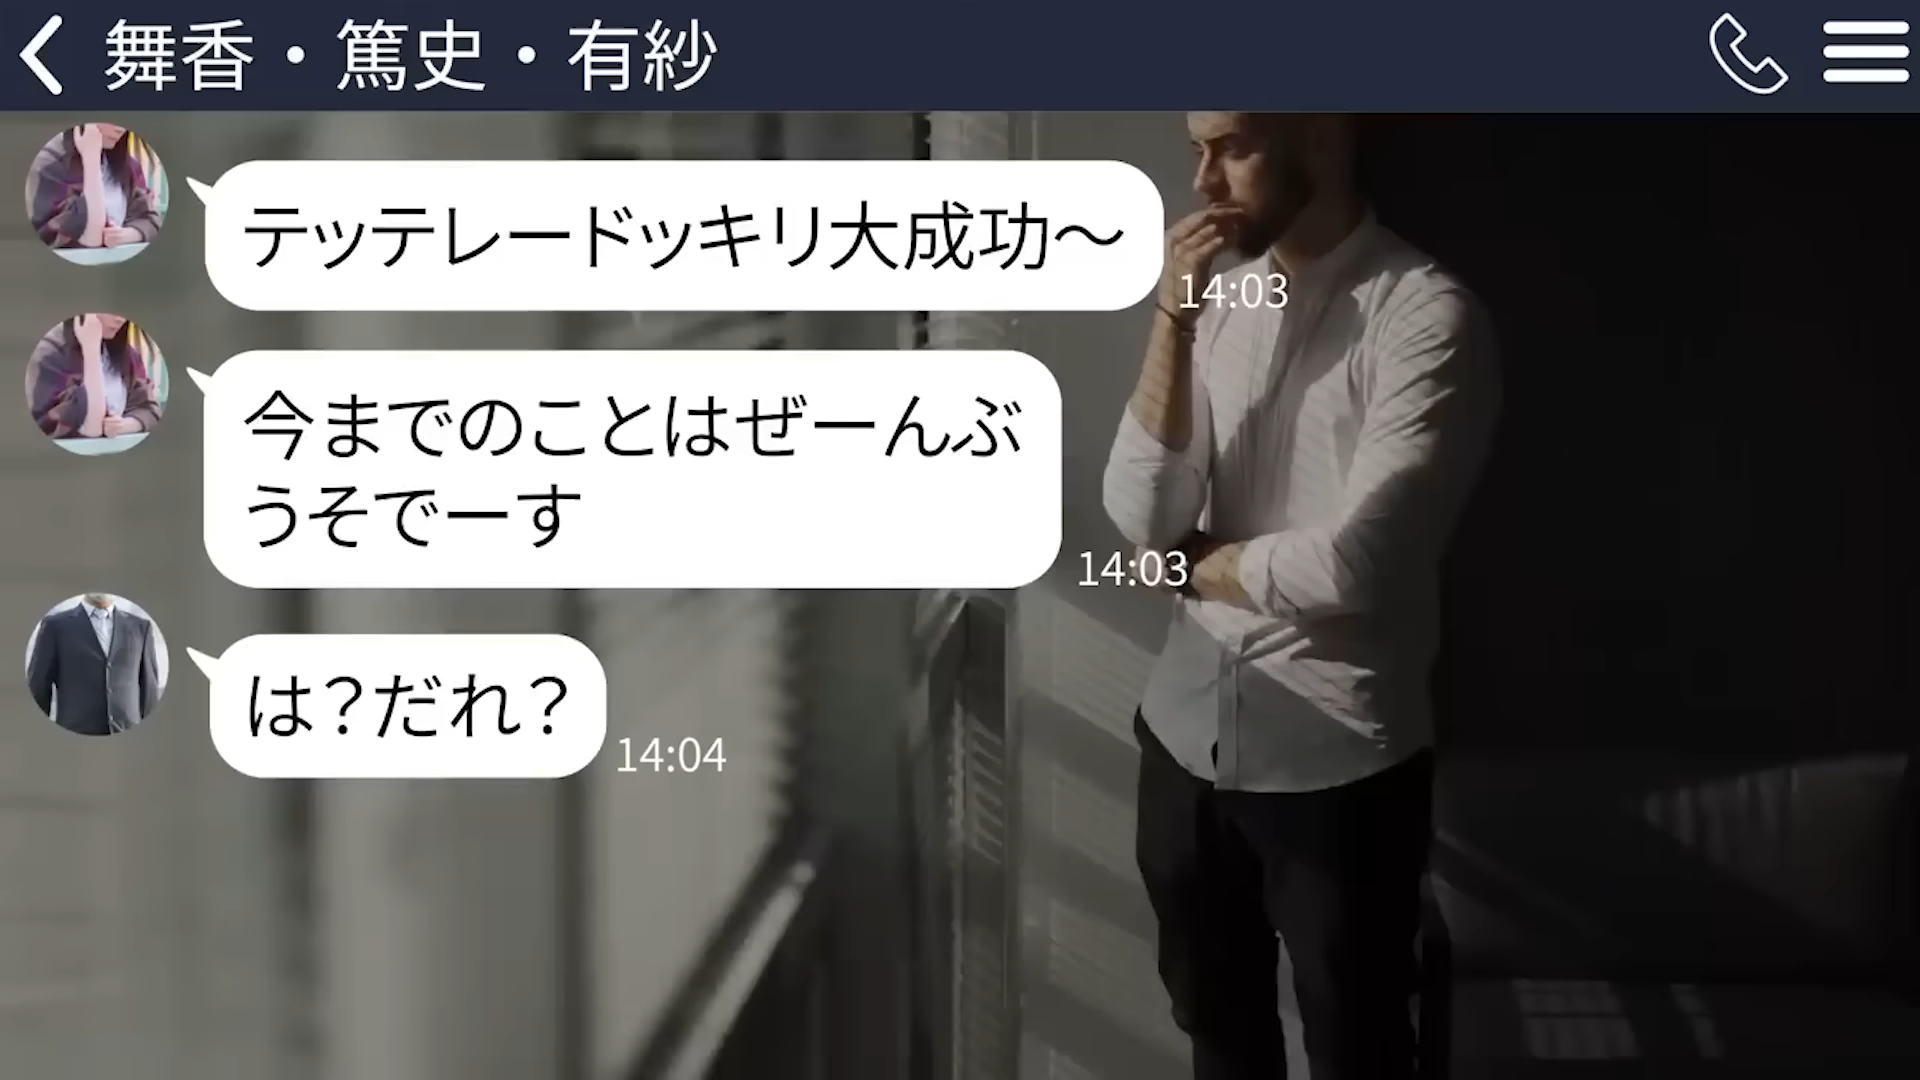 舞香・篤史・有紗
テッテレードッキリ大成功～
14:03
今までのことはぜーんぶ
うそでーす
14:03
は？だれ？
14:04